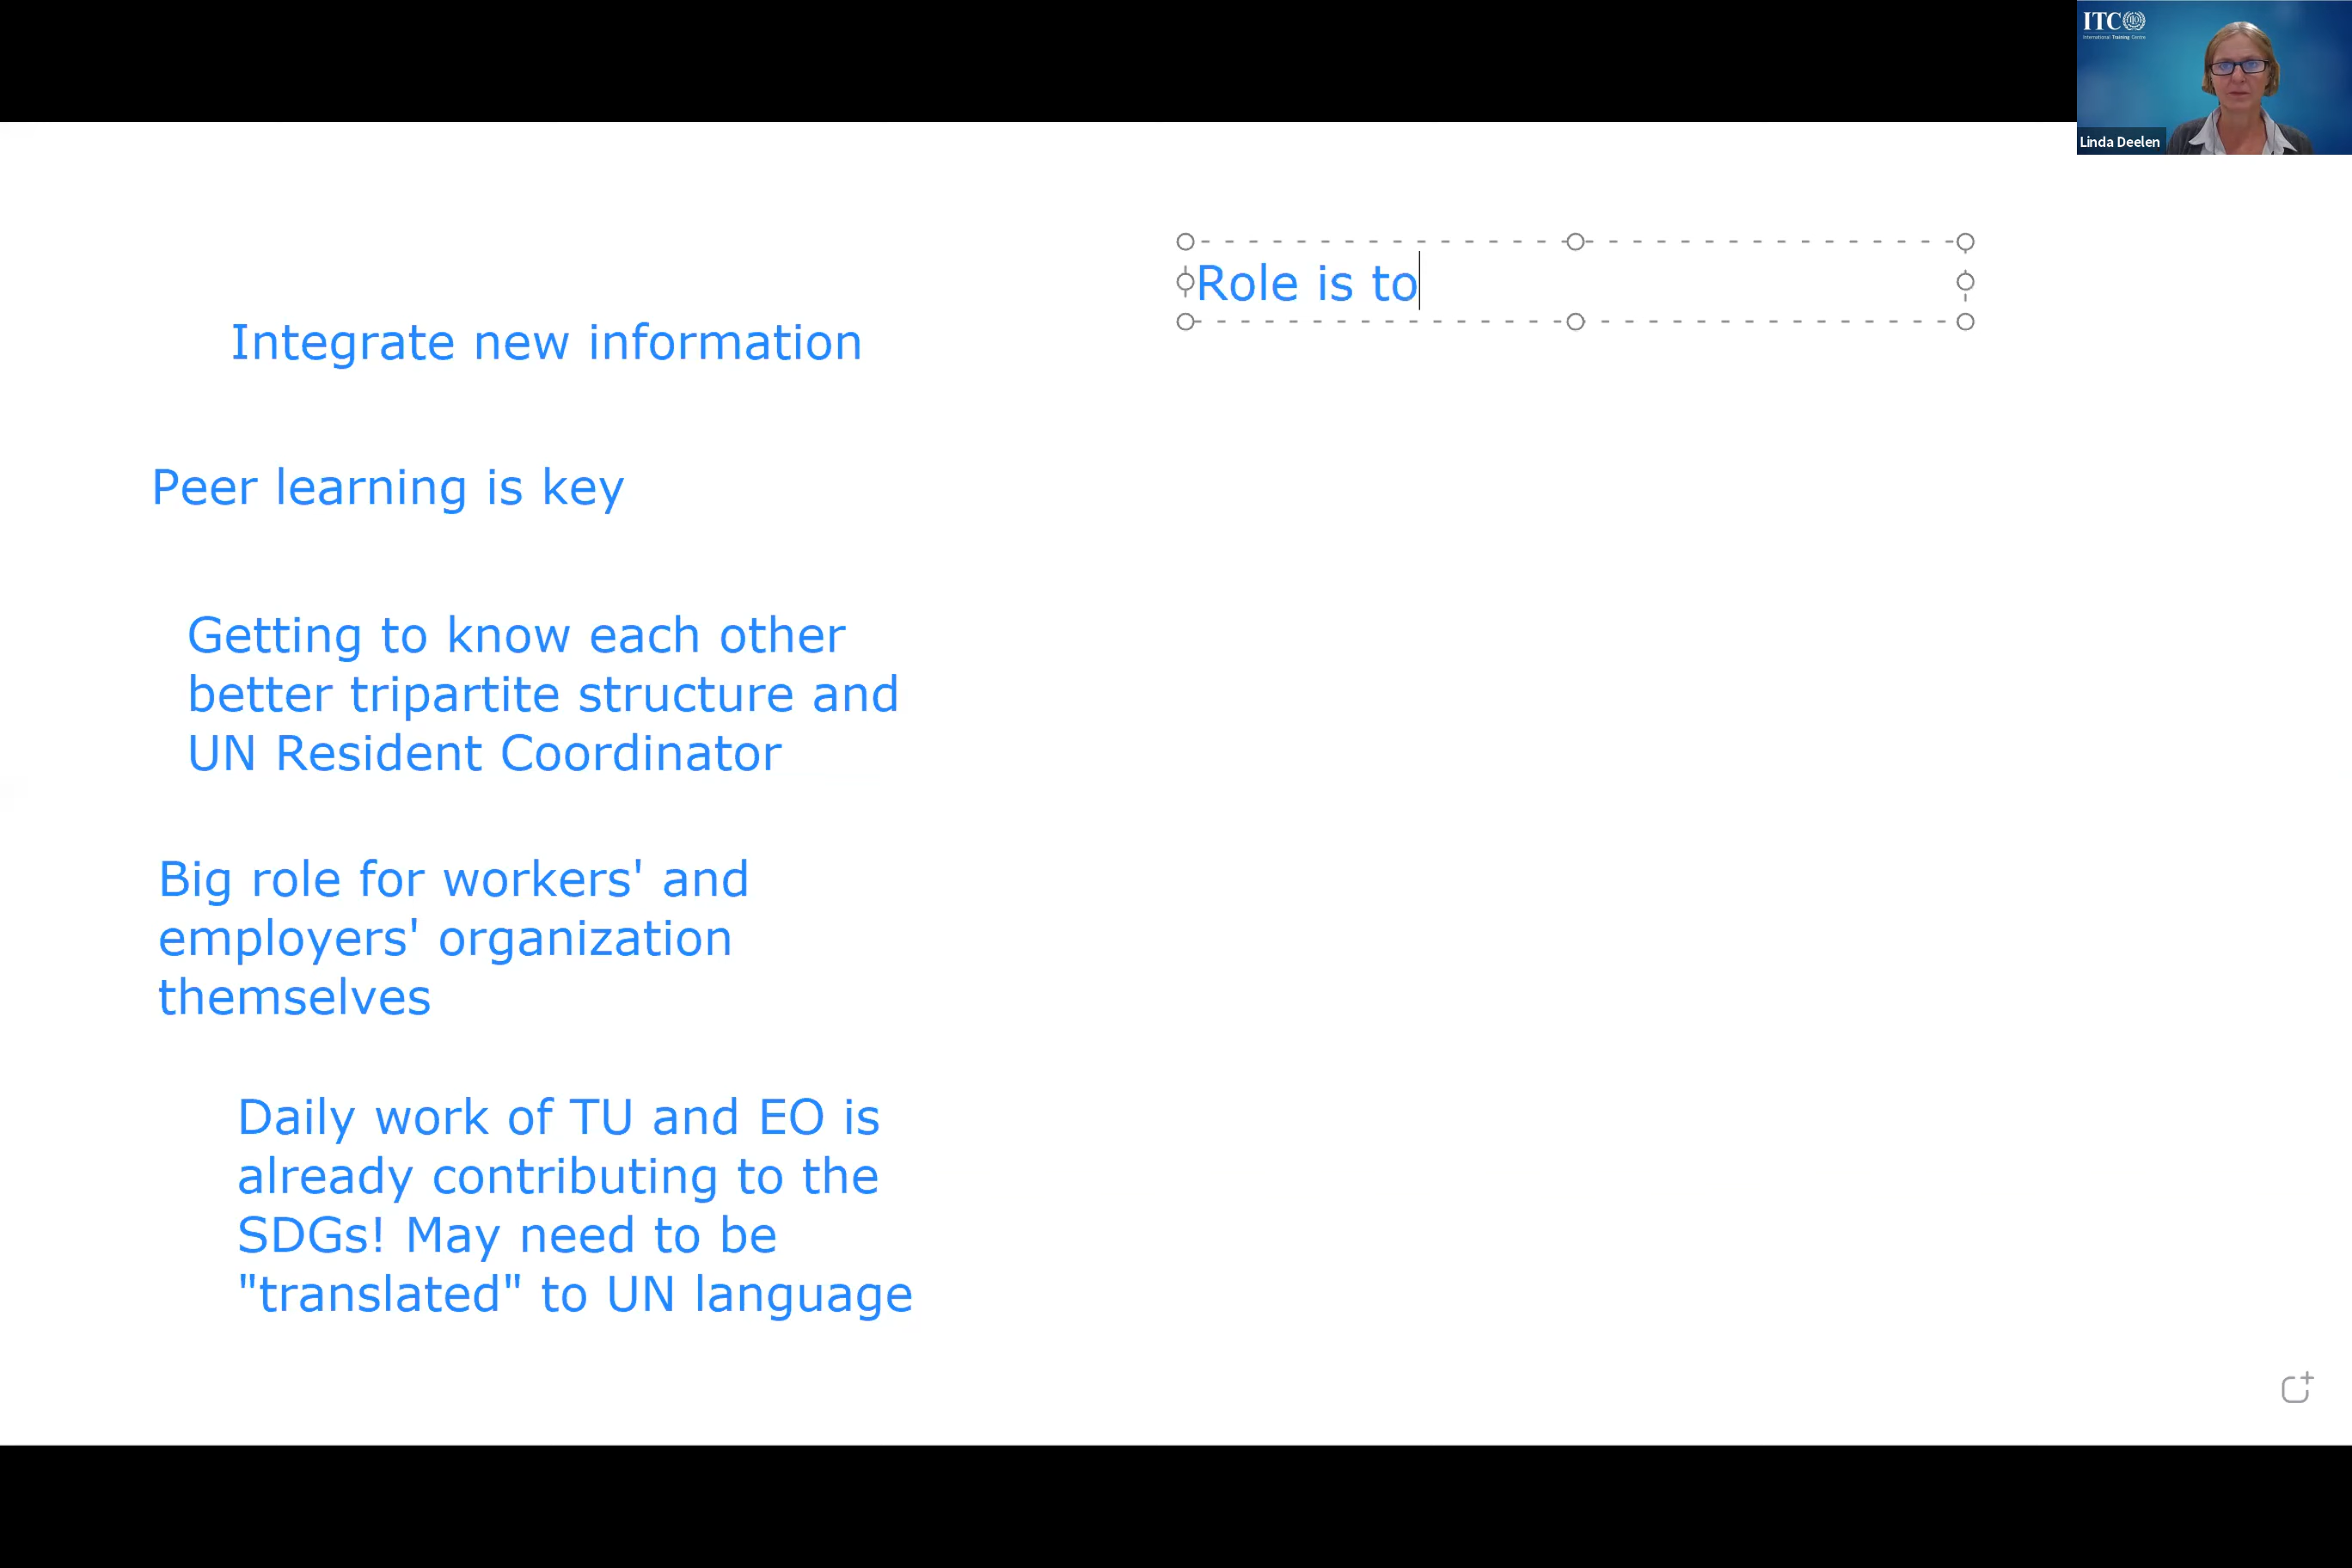 ITC
International Training Centre
Linda Deelen
Role is to
Integrate new information
Peer learning is key
Getting to know each other
better tripartite structure and
UN Resident Coordinator
Big role for workers' and
employers' organization
themselves
Daily work of TU and EO is
already contributing to the
SDGs! May need to be
"translated" to UN language